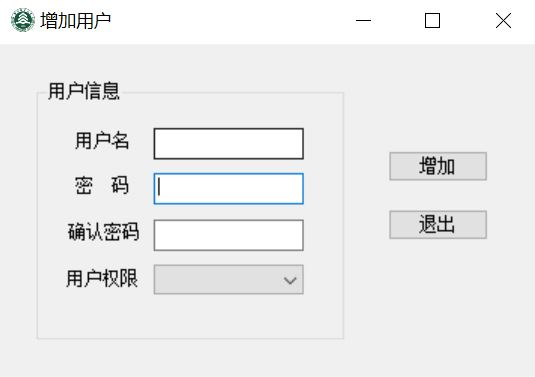 增加用户
用户信息
用户名
密 码
增加
确认密码
退出
用户权限